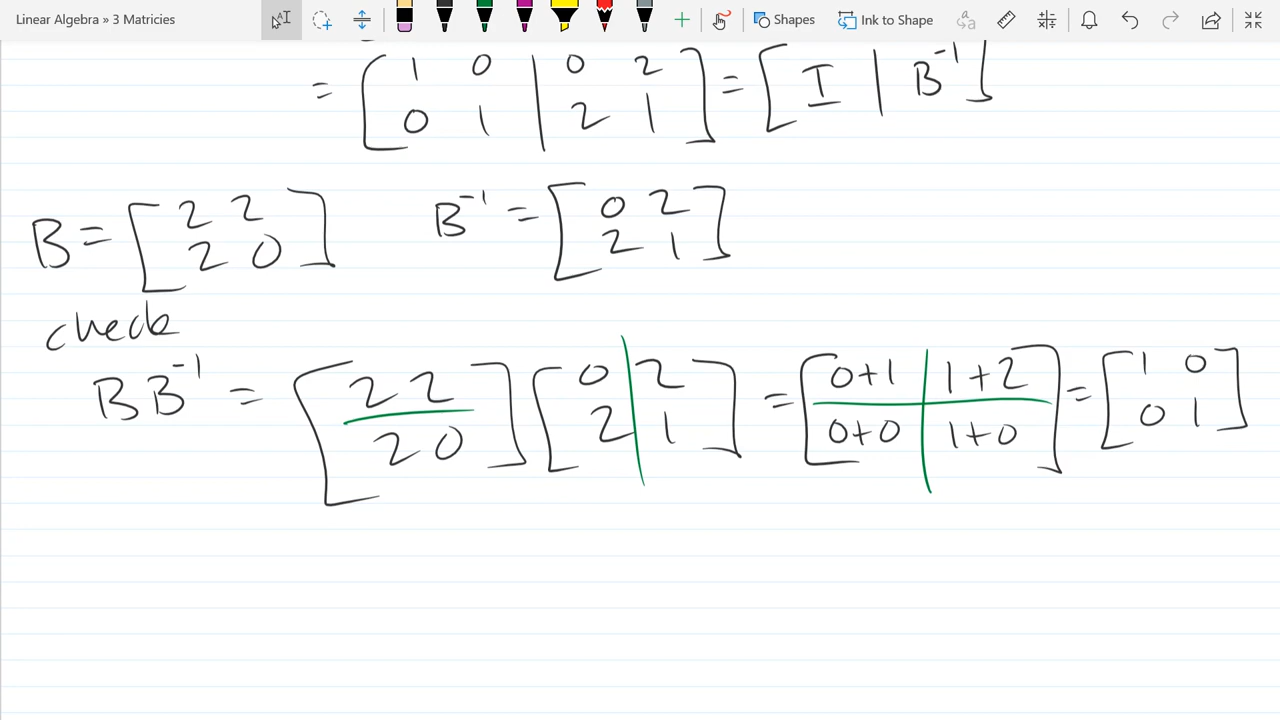 Linear Algebra » 3 Matricies
Shapes Ink to Shape
= [ 1 0 | 0 2 ] = [ I | B⁻¹ ]
0 1 | 2 1
B = [ 2 2 ] B⁻¹ = [ 0 2 ]
2 0 2 1
check
B B⁻¹ = [ 2 2 ] [ 0 2 ] = [ 0+1 1+2 ] = [ 1 0 ]
2 0 2 1 0+0 1+0 0 1